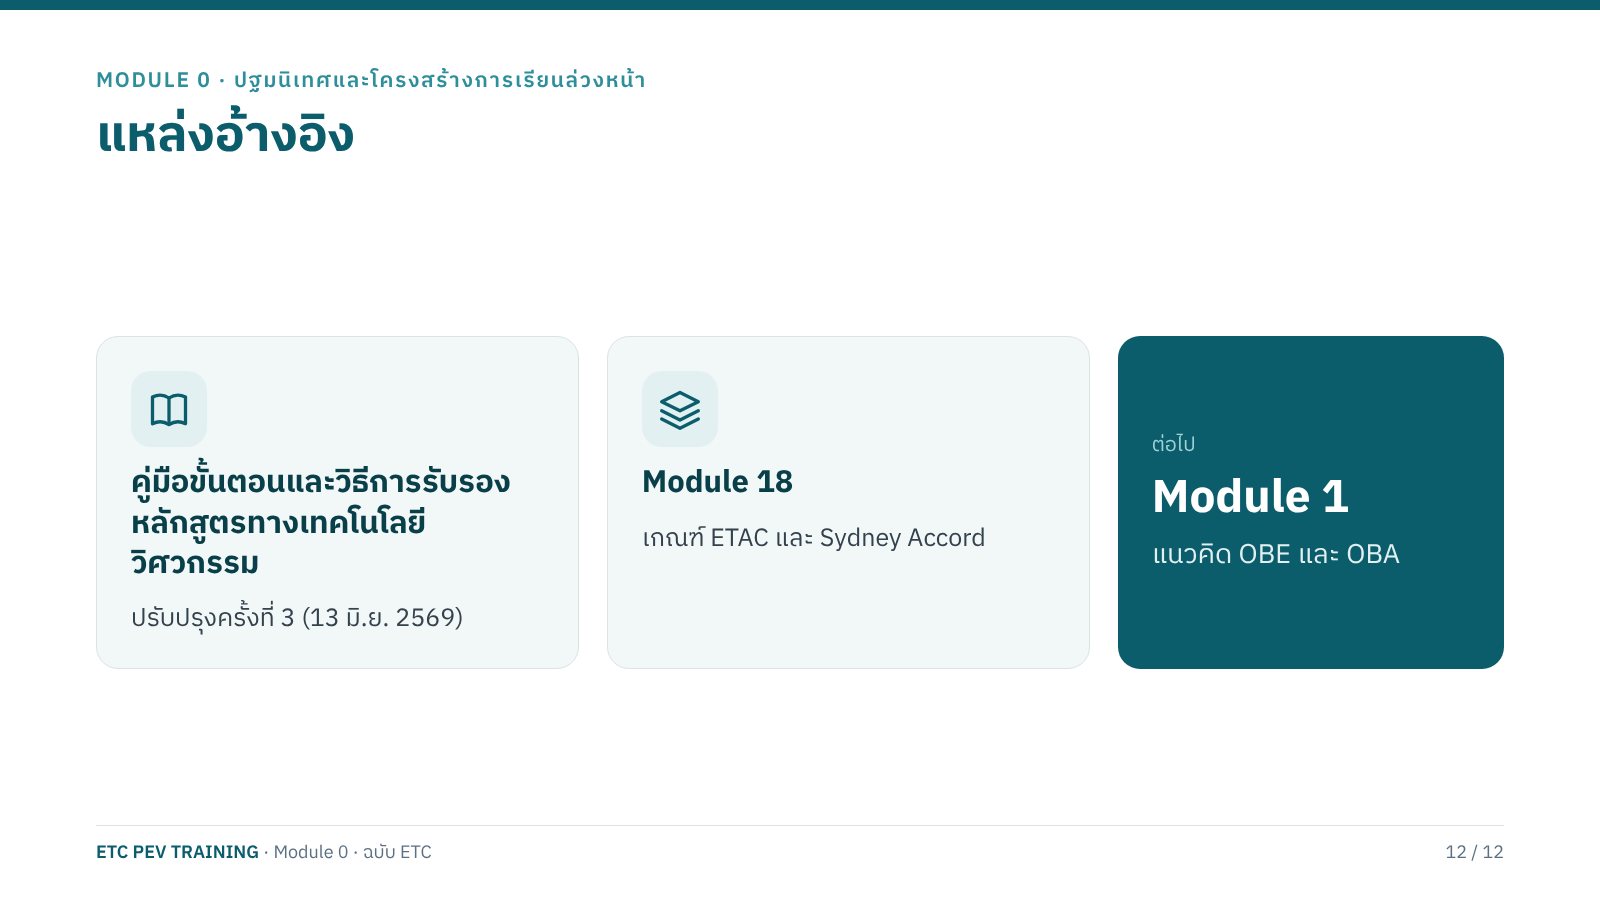 MODULE 0 · ปฐมนิเทศและโครงสร้างการเรียนล่วงหน้า
แหล่งอ้างอิง
คู่มือขั้นตอนและวิธีการรับรอง
หลักสูตรทางเทคโนโลยี
วิศวกรรม
ปรับปรุงครั้งที่ 3 (13 มิ.ย. 2569)
Module 18
เกณฑ์ ETAC และ Sydney Accord
ต่อไป
Module 1
แนวคิด OBE และ OBA
ETC PEV TRAINING · Module 0 · ฉบับ ETC
12 / 12